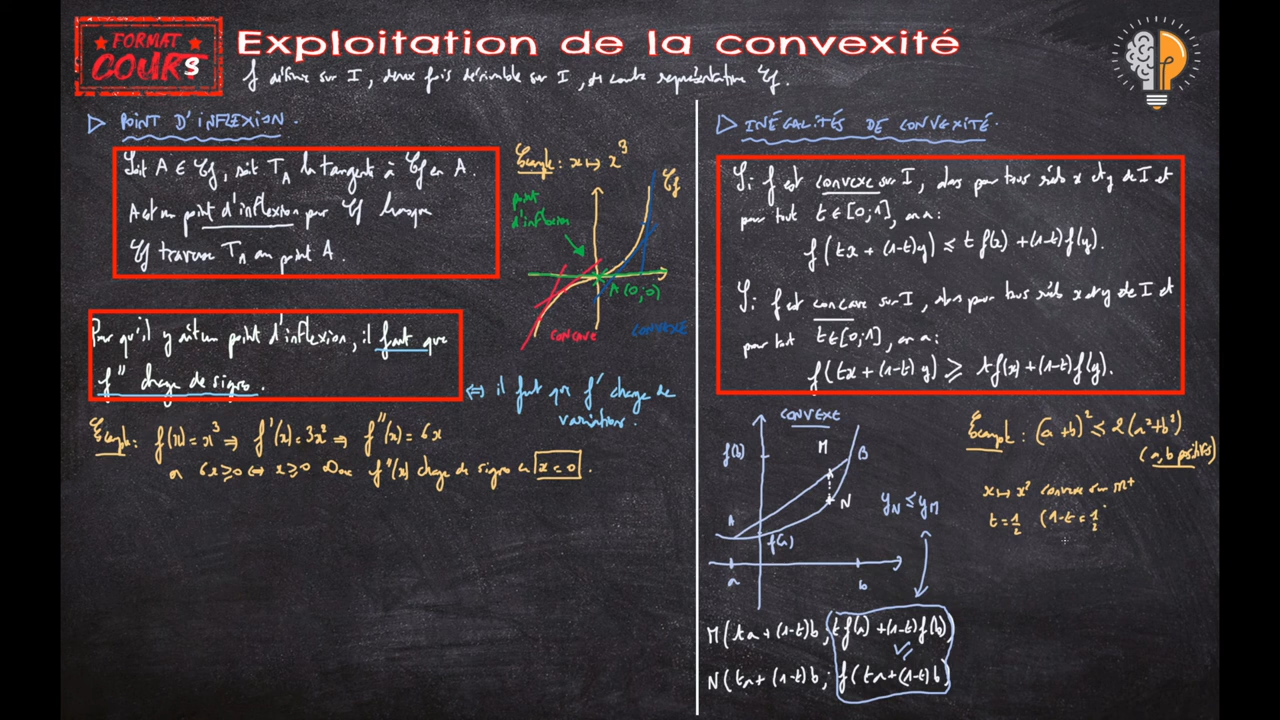 FORMAT
COURS
Exploitation de la convexité
f définie sur I, deux fois dérivable sur I, de courbe représentative Cf.
▷ POINT D'INFLEXION.
Soit A ∈ Cf, soit T_A la tangente à Cf en A.
A est un point d'inflexion pour Cf lorsque
Cf traverse T_A au point A.
Exemple : x ↦ x³
Cf
point
d'inflexion
A (0;0)
CONCAVE
CONVEXE
Pour qu'il y ait un point d'inflexion, il faut que
f'' change de signe.
⇔ il faut que f' change de
variations.
Exemple : f(x) = x³ ⇒ f'(x) = 3x² ⇒ f''(x) = 6x
or 6x ⩾ 0 ⇔ x ⩾ 0 Donc f''(x) change de signe en x = 0.
▷ INÉGALITÉS DE CONVEXITÉ.
Si f est convexe sur I, alors pour tous réels x et y de I et
pour tout t ∈ [0;1], on a :
f(tx + (1-t)y) ⩽ t f(x) + (1-t) f(y).
Si f est concave sur I, alors pour tous réels x et y de I et
pour tout t ∈ [0;1], on a :
f(tx + (1-t)y) ⩾ t f(x) + (1-t) f(y).
CONVEXE
f(b)
M
B
N
A
f(a)
a
b
y_N ⩽ y_M
M(ta + (1-t)b ; t f(a) + (1-t) f(b))
N(ta + (1-t)b ; f(ta + (1-t)b)
Exemple : (a + b)² ⩽ 2(a² + b²)
(a, b positifs)
x ↦ x² convexe sur ℝ⁺
t = 1/2 (1-t = 1/2